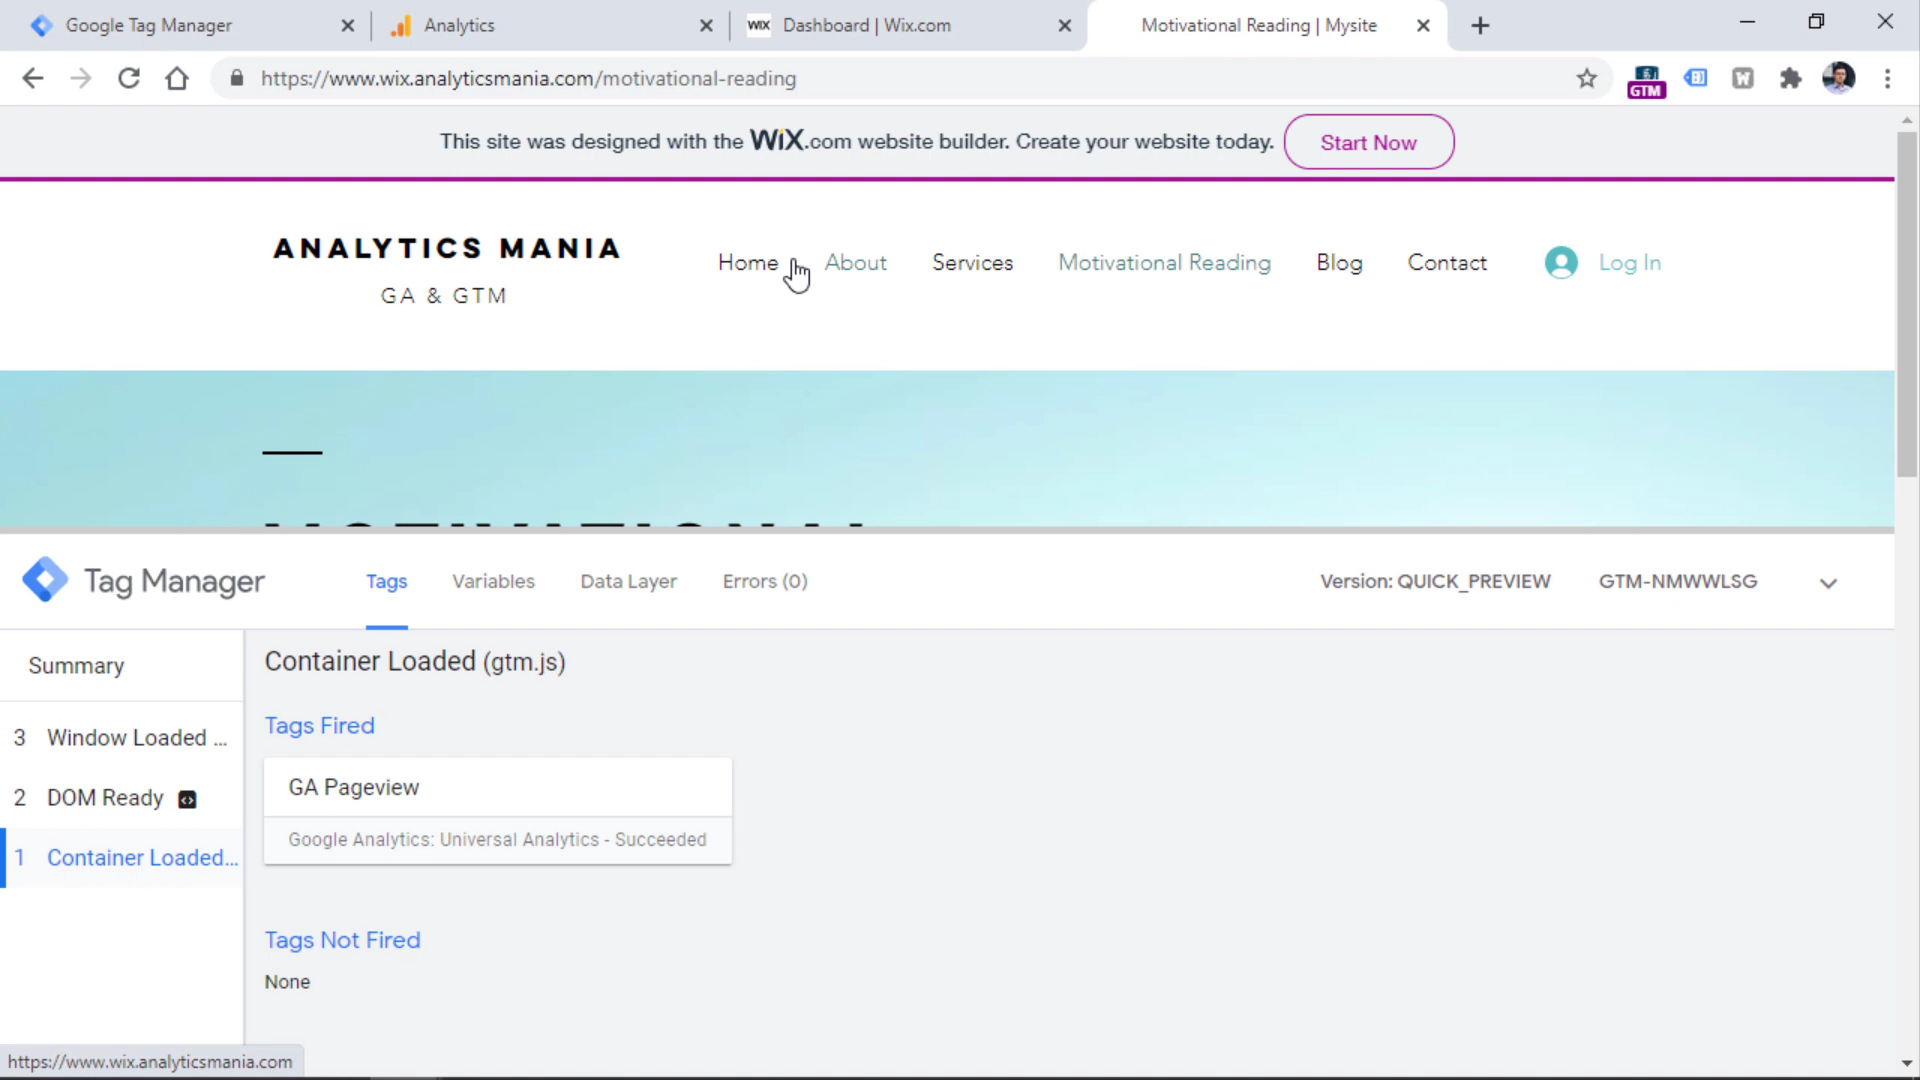 Google Tag Manager
Analytics
WIX Dashboard | Wix.com
Motivational Reading | Mysite
https://www.wix.analyticsmania.com/motivational-reading
GTM
W
This site was designed with the WiX.com website builder. Create your website today. Start Now
ANALYTICS MANIA
GA & GTM
Home About Services Motivational Reading Blog Contact Log In
MOTIVATIONAL
Tag Manager Tags Variables Data Layer Errors (0) Version: QUICK_PREVIEW GTM-NMWWLSG
Summary
3 Window Loaded ...
2 DOM Ready
1 Container Loaded...
Container Loaded (gtm.js)
Tags Fired
GA Pageview
Google Analytics: Universal Analytics - Succeeded
Tags Not Fired
None
https://www.wix.analyticsmania.com